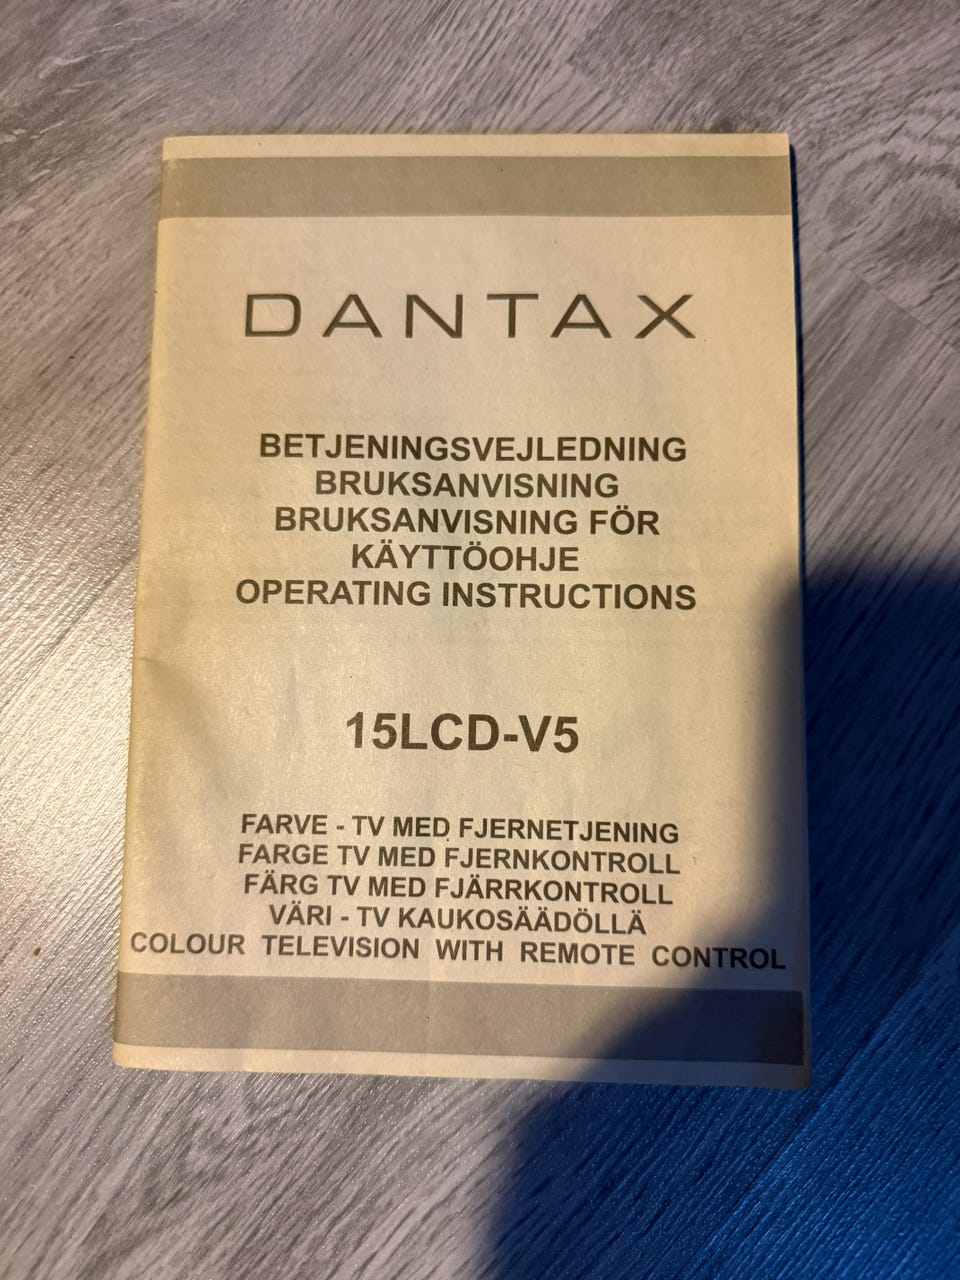 DANTAX
BETJENINGSVEJLEDNING
BRUKSANVISNING
BRUKSANVISNING FÖR
KÄYTTÖOHJE
OPERATING INSTRUCTIONS
15LCD-V5
FARVE - TV MED FJERNETJENING
FARGE TV MED FJERNKONTROLL
FÄRG TV MED FJÄRRKONTROLL
VÄRI - TV KAUKOSÄÄDÖLLÄ
COLOUR TELEVISION WITH REMOTE CONTROL